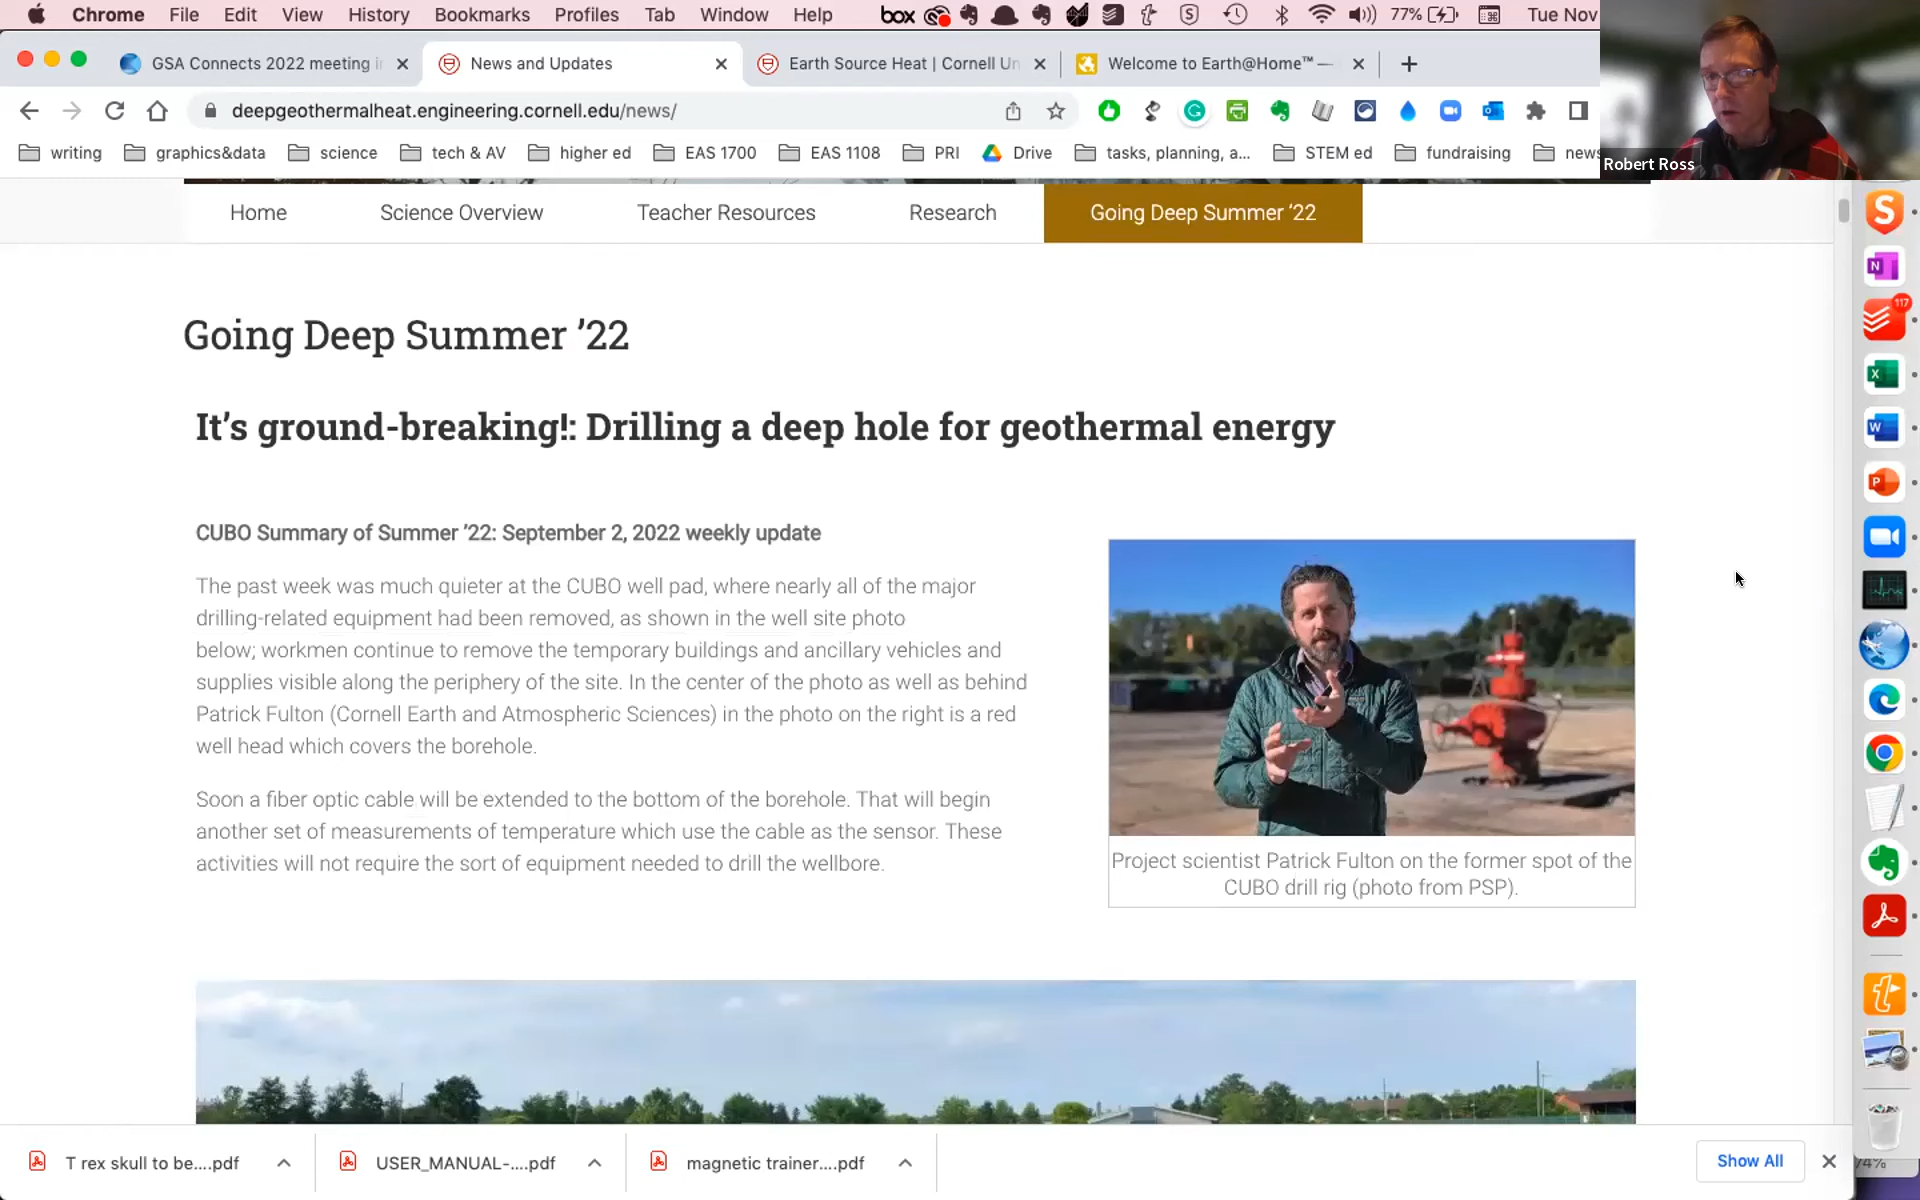 Chrome File Edit View History Bookmarks Profiles Tab Window Help box 77% Tue Nov
GSA Connects 2022 meeting i
News and Updates
Earth Source Heat | Cornell Un
Welcome to Earth@Home™ —
deepgeothermalheat.engineering.cornell.edu/news/
writing graphics&data science tech & AV higher ed EAS 1700 EAS 1108 PRI Drive tasks, planning, a... STEM ed fundraising news
Robert Ross
Home Science Overview Teacher Resources Research Going Deep Summer ’22
Going Deep Summer ’22
It’s ground-breaking!: Drilling a deep hole for geothermal energy
CUBO Summary of Summer ’22: September 2, 2022 weekly update
The past week was much quieter at the CUBO well pad, where nearly all of the major
drilling-related equipment had been removed, as shown in the well site photo
below; workmen continue to remove the temporary buildings and ancillary vehicles and
supplies visible along the periphery of the site. In the center of the photo as well as behind
Patrick Fulton (Cornell Earth and Atmospheric Sciences) in the photo on the right is a red
well head which covers the borehole.
Soon a fiber optic cable will be extended to the bottom of the borehole. That will begin
another set of measurements of temperature which use the cable as the sensor. These
activities will not require the sort of equipment needed to drill the wellbore.
Project scientist Patrick Fulton on the former spot of the
CUBO drill rig (photo from PSP).
117
T rex skull to be....pdf
USER_MANUAL-....pdf
magnetic trainer....pdf
Show All
74%